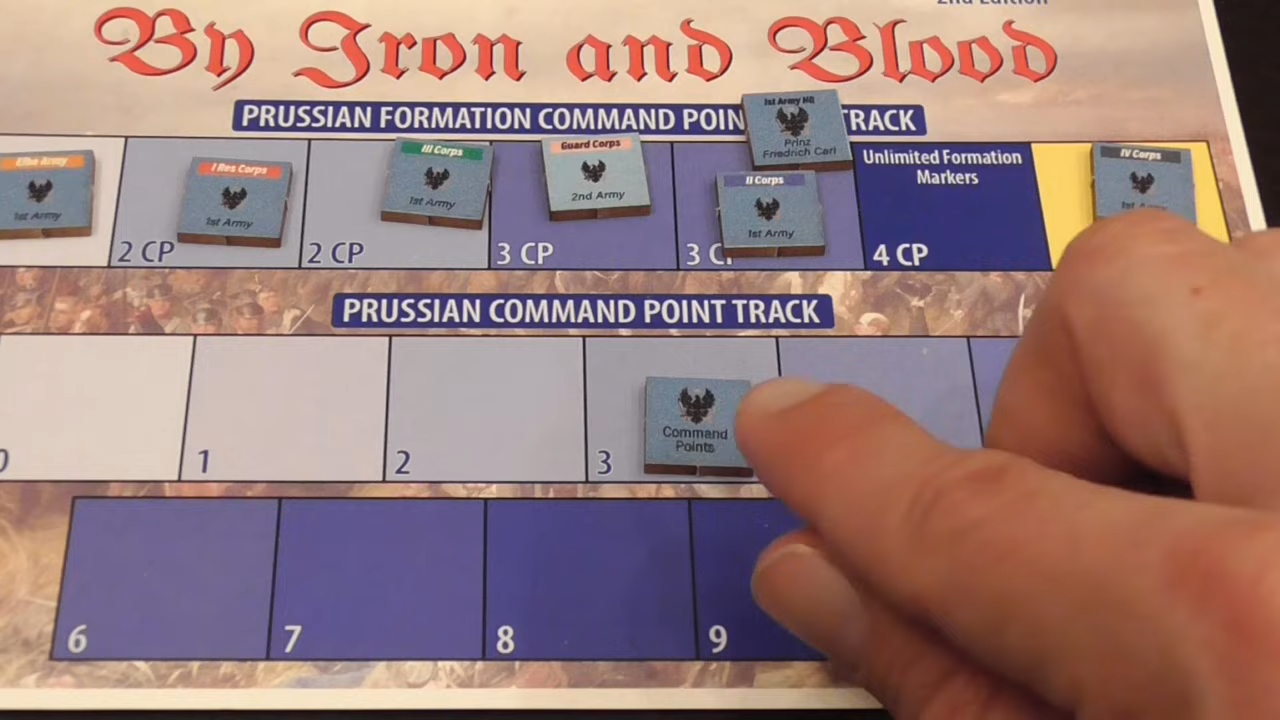 2nd Edition
By Iron and Blood
PRUSSIAN FORMATION COMMAND POIN TRACK
1st Army HQ
Prinz
Friedrich Carl
Elbe Army
1st Army
2 CP
I Res Corps
1st Army
2 CP
III Corps
1st Army
3 CP
Guard Corps
2nd Army
3 C
II Corps
1st Army
Unlimited Formation
Markers
4 CP
IV Corps
1st Army
PRUSSIAN COMMAND POINT TRACK
0
1
2
3
Command
Points
6
7
8
9